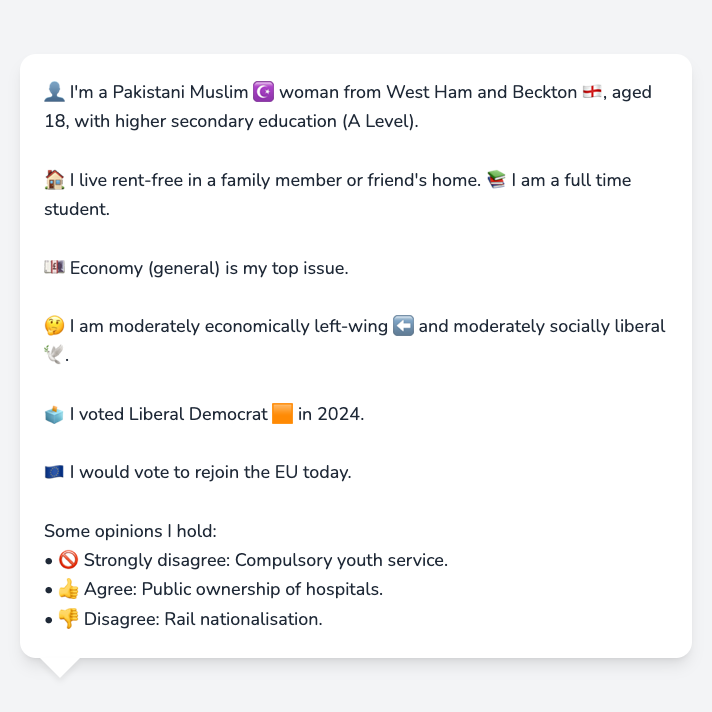 👤 I'm a Pakistani Muslim ☪️ woman from West Ham and Beckton 🏴󠁧󠁢󠁥󠁮󠁧󠁿, aged
18, with higher secondary education (A Level).
🏠 I live rent-free in a family member or friend's home. 📚 I am a full time
student.
💷 Economy (general) is my top issue.
🤔 I am moderately economically left-wing ⬅️ and moderately socially liberal
🕊️.
🗳️ I voted Liberal Democrat 🟧 in 2024.
🇪🇺 I would vote to rejoin the EU today.
Some opinions I hold:
• 🚫 Strongly disagree: Compulsory youth service.
• 👍 Agree: Public ownership of hospitals.
• 👎 Disagree: Rail nationalisation.